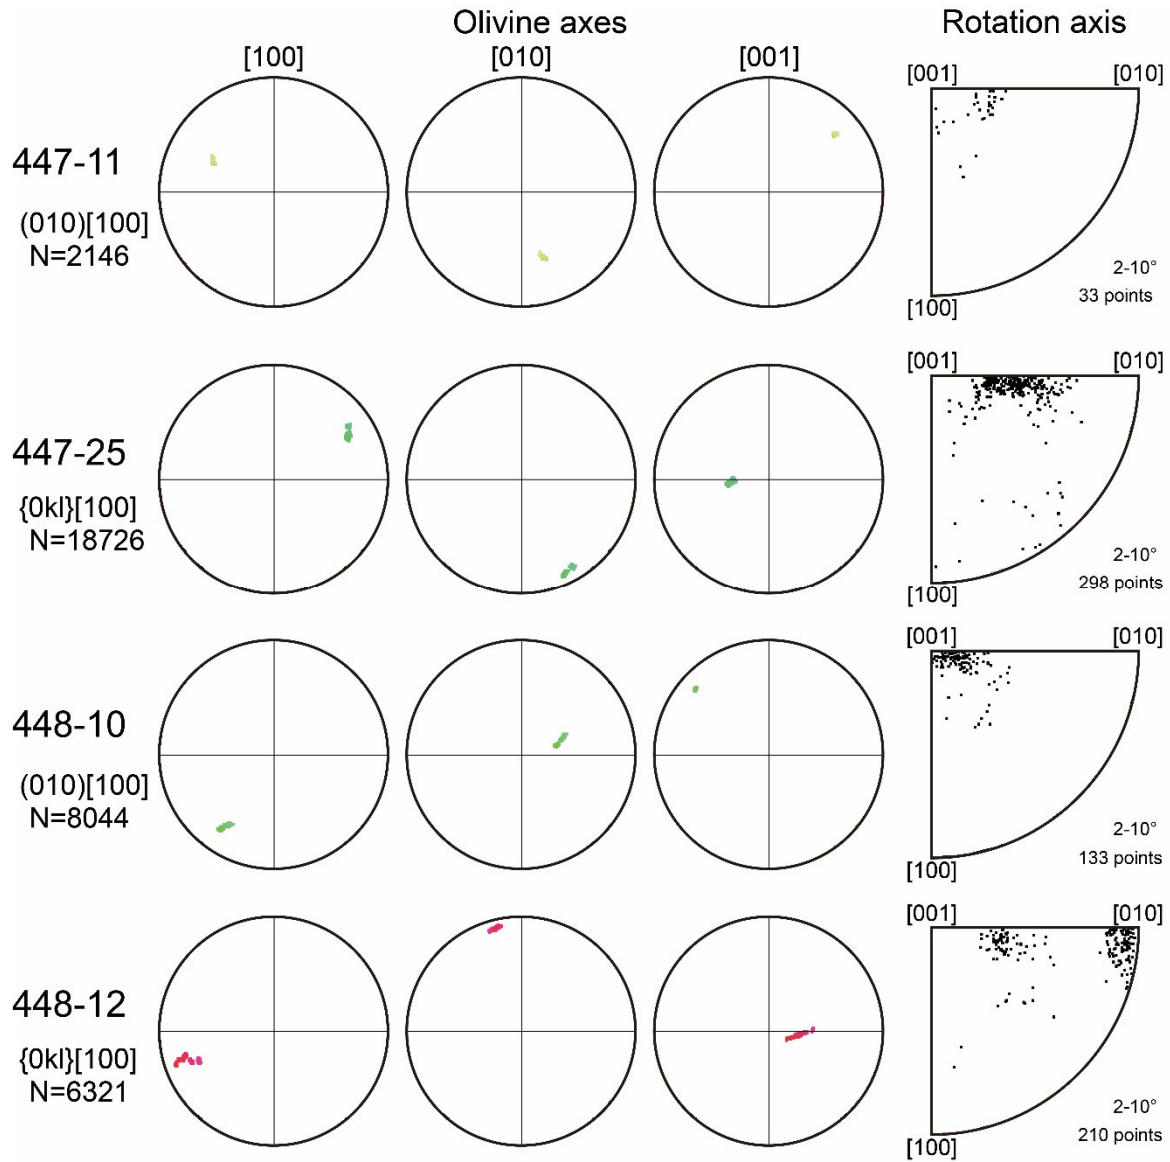 Olivine axes
Rotation axis
[100]
[010]
[001]
[001]
[010]
447-11
(010)[100]
N=2146
2-10°
33 points
[100]
[001]
[010]
447-25
{0kl}[100]
N=18726
2-10°
298 points
[100]
[001]
[010]
448-10
(010)[100]
N=8044
2-10°
133 points
[100]
[001]
[010]
448-12
{0kl}[100]
N=6321
2-10°
210 points
[100]